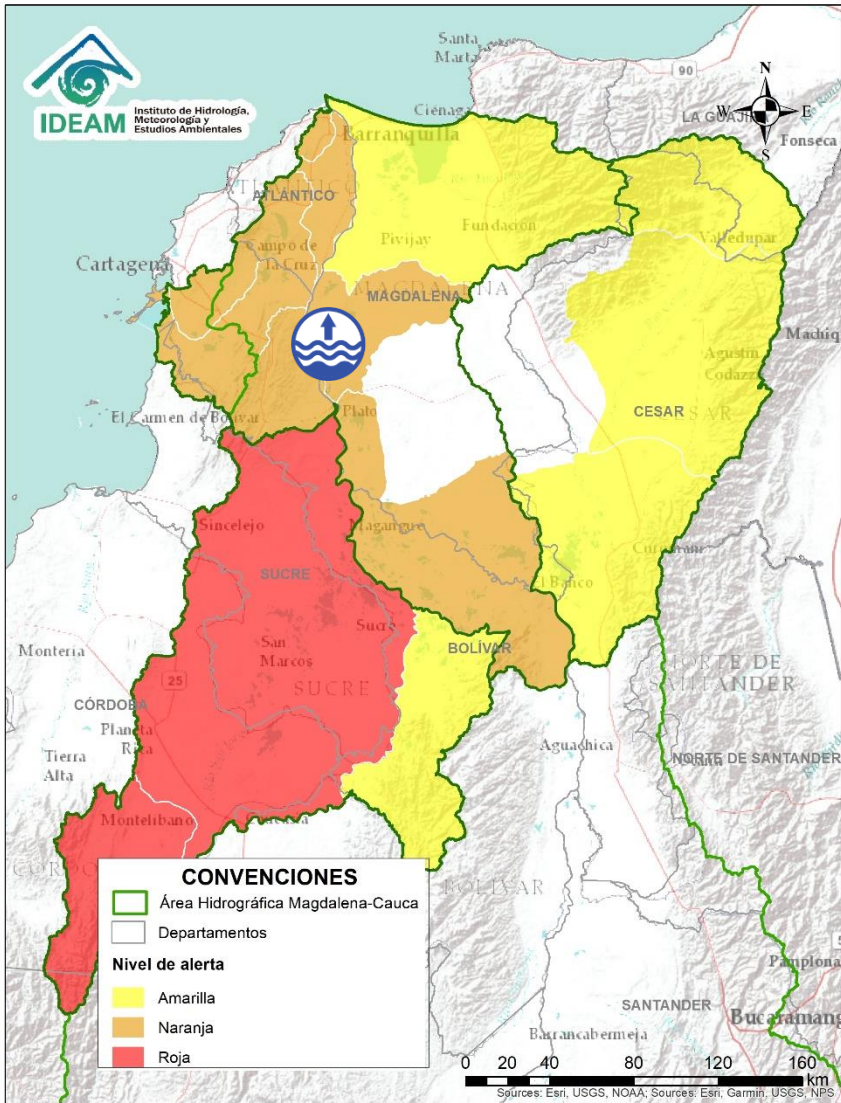 IDEAM
Instituto de Hidrología,
Meteorología y
Estudios Ambientales
Santa
Marta
90
N
W
E
S
Ciénaga
LA GUAJIRA
Fonseca
Barranquilla
ATLÁNTICO
Valledupar
Pivijay
Fundación
Campo de
la Cruz
Cartagena
MAGDALENA
Agustín
Codazzi
CESAR
El Carmen de Bolívar
Plato
Sincelejo
Magangué
SUCRE
El Banco
Sucre
BOLÍVAR
San
Marcos
SUCRE
Montería
25
NORTE DE
SANTANDER
CÓRDOBA
Planeta
Rica
Tierra
Alta
Aguachica
NORTE DE SANTANDER
Montelíbano
BOLÍVAR
CONVENCIONES
Área Hidrográfica Magdalena-Cauca
Departamentos
Nivel de alerta
Amarilla
Naranja
Roja
Pamplona
SANTANDER
Bucaramang
Barrancabermeja
0 20 40 80 120 160
km
Sources: Esri, USGS, NOAA; Sources: Esri, Garmin, USGS, NPS